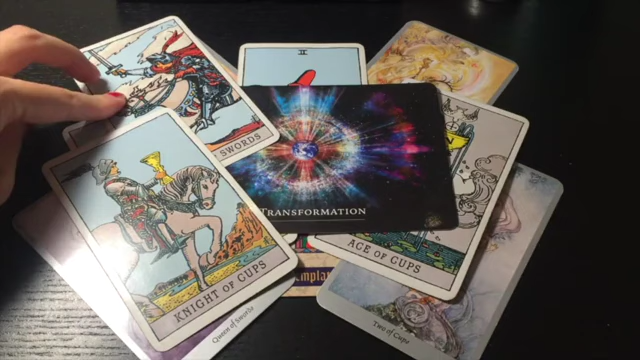 II
SWORDS
TRANSFORMATION
ACE OF CUPS
KNIGHT OF CUPS
Queen of Swords
Two of Cups